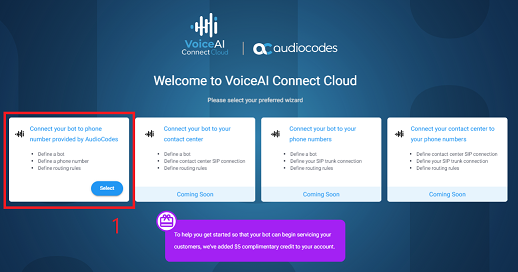 VoiceAI
ConnectCloud
audiocodes
Welcome to VoiceAI Connect Cloud
Please select your preferred wizard
Connect your bot to phone
number provided by AudioCodes
Define a bot
Define a phone number
Define routing rules
Select
Connect your bot to your
contact center
Define a bot
Define contact center SIP connection
Define routing rules
Coming Soon
Connect your bot to your
phone numbers
Define a bot
Define your SIP trunk connection
Define routing rules
Coming Soon
Connect your contact center to
your phone numbers
Define contact center SIP connection
Define your SIP trunk connection
Define routing rules
Coming Soon
1
To help you get started so that your bot can begin servicing your
customers, we've added $5 complimentary credit to your account.